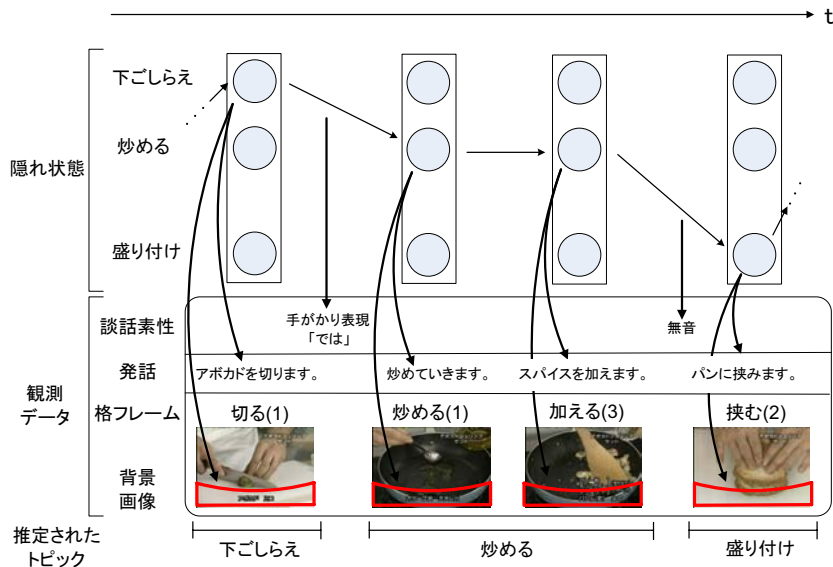 t
下ごしらえ
炒める
隠れ状態
盛り付け
談話素性
手がかり表現
「では」
無音
発話
アボカドを切ります。
炒めていきます。
スパイスを加えます。
パンに挟みます。
観測
データ
格フレーム
切る(1)
炒める(1)
加える(3)
挟む(2)
背景
画像
推定された
トピック
下ごしらえ
炒める
盛り付け